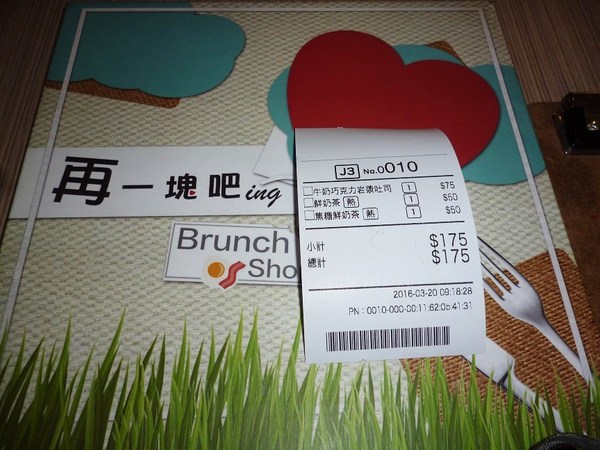 再一塊吧ing
Brunch
Sho
J3 No.0010
牛奶巧克力岩漿吐司 1 $75
鮮奶茶 熱 1 $50
焦糖鮮奶茶 熱 1 $50
小計 $175
總計 $175
2016-03-20 09:18:28
PN : 0010-000-00:11:62:0b:41:31